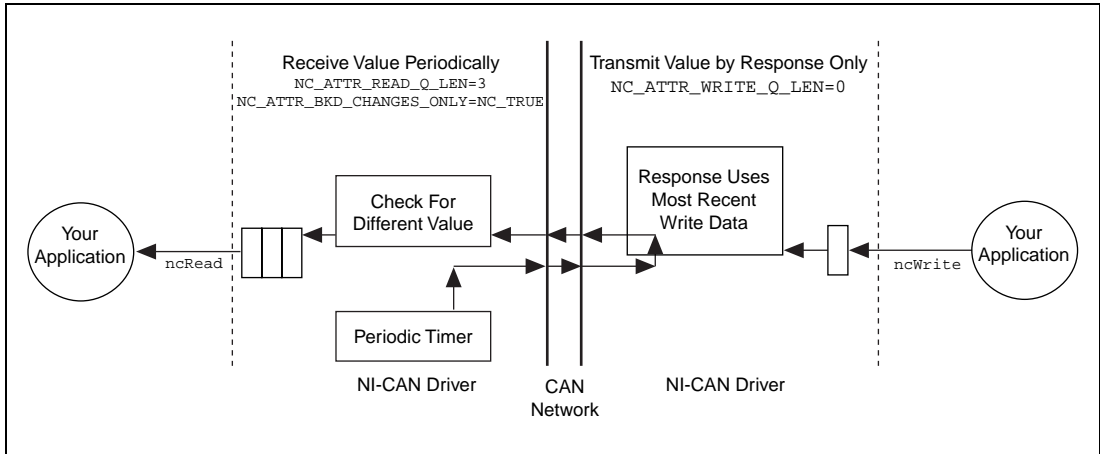 Receive Value Periodically
NC_ATTR_READ_Q_LEN=3
NC_ATTR_BKD_CHANGES_ONLY=NC_TRUE
Transmit Value by Response Only
NC_ATTR_WRITE_Q_LEN=0
Your
Application
ncRead
Check For
Different Value
Periodic Timer
Response Uses
Most Recent
Write Data
ncWrite
Your
Application
NI-CAN Driver
CAN
Network
NI-CAN Driver